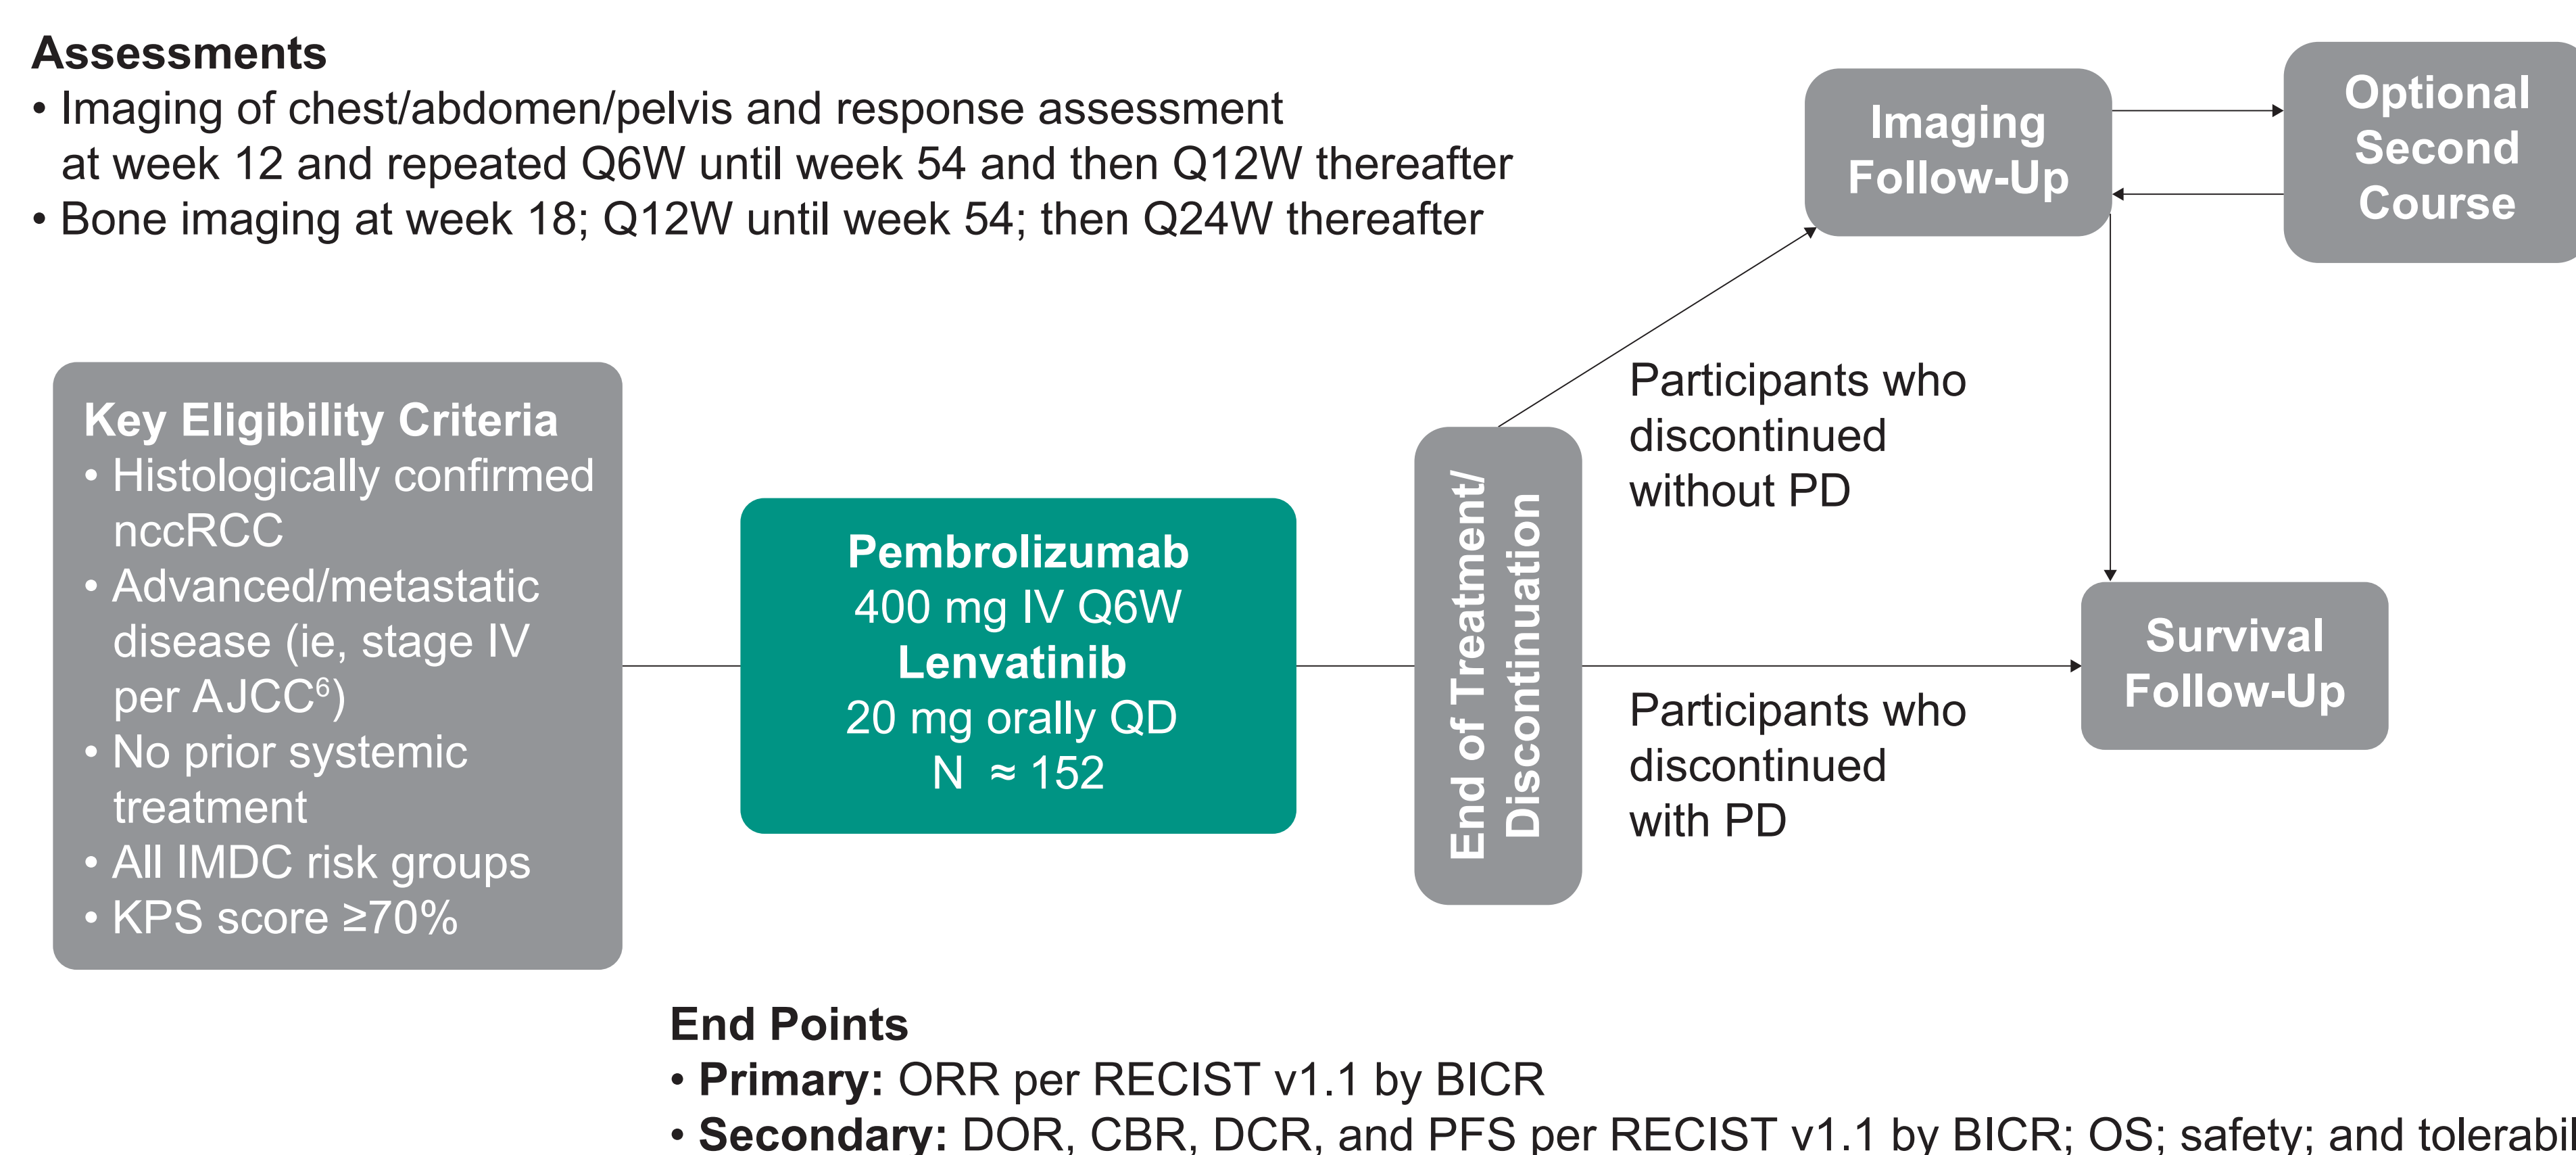 Assessments
• Imaging of chest/abdomen/pelvis and response assessment
at week 12 and repeated Q6W until week 54 and then Q12W thereafter
• Bone imaging at week 18; Q12W until week 54; then Q24W thereafter
Imaging
Follow-Up
Optional
Second
Course
Key Eligibility Criteria
• Histologically confirmed
nccRCC
• Advanced/metastatic
disease (ie, stage IV
per AJCC⁶)
• No prior systemic
treatment
• All IMDC risk groups
• KPS score ≥70%
Pembrolizumab
400 mg IV Q6W
Lenvatinib
20 mg orally QD
N ≈ 152
End of Treatment/
Discontinuation
Participants who
discontinued
without PD
Participants who
discontinued
with PD
Survival
Follow-Up
End Points
• Primary: ORR per RECIST v1.1 by BICR
• Secondary: DOR, CBR, DCR, and PFS per RECIST v1.1 by BICR; OS; safety; and